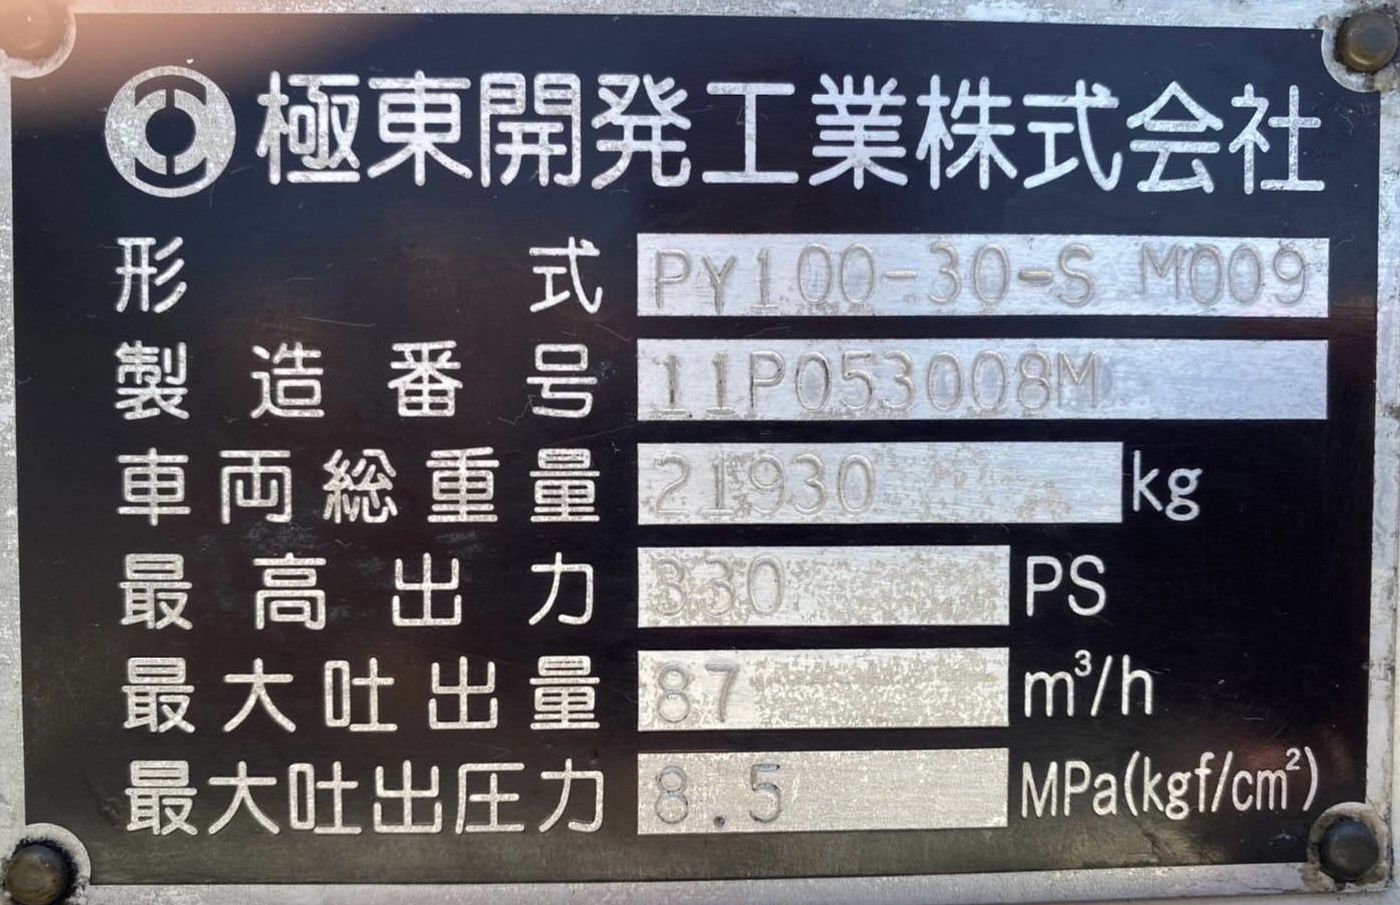 極東開発工業株式会社
形式 PY100-30-S M009
製造番号 11P053008M
車両総重量 21930 kg
最高出力 330 PS
最大吐出量 87 m³/h
最大吐出圧力 8.5 MPa(kgf/cm²)